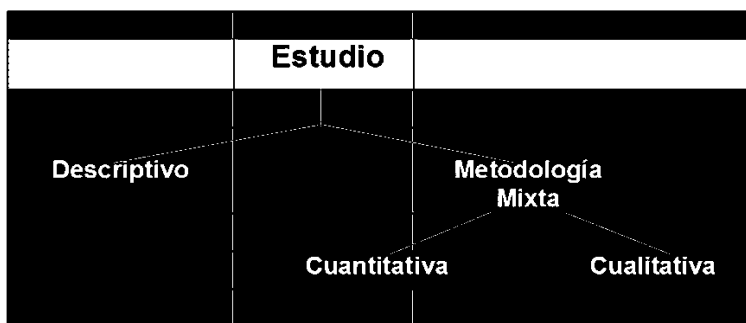 Estudio
Descriptivo
Metodología
Mixta
Cuantitativa
Cualitativa